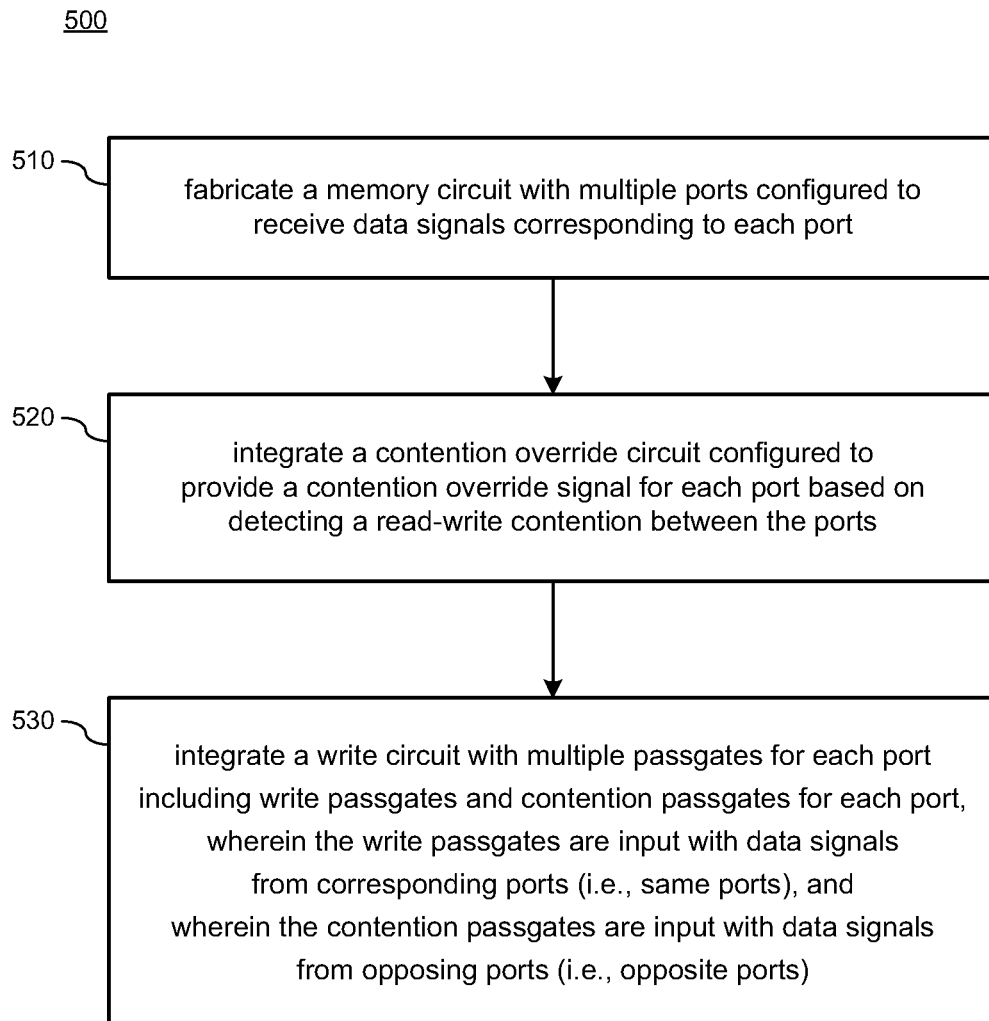 500
510
fabricate a memory circuit with multiple ports configured to
receive data signals corresponding to each port
520
integrate a contention override circuit configured to
provide a contention override signal for each port based on
detecting a read-write contention between the ports
530
integrate a write circuit with multiple passgates for each port
including write passgates and contention passgates for each port,
wherein the write passgates are input with data signals
from corresponding ports (i.e., same ports), and
wherein the contention passgates are input with data signals
from opposing ports (i.e., opposite ports)